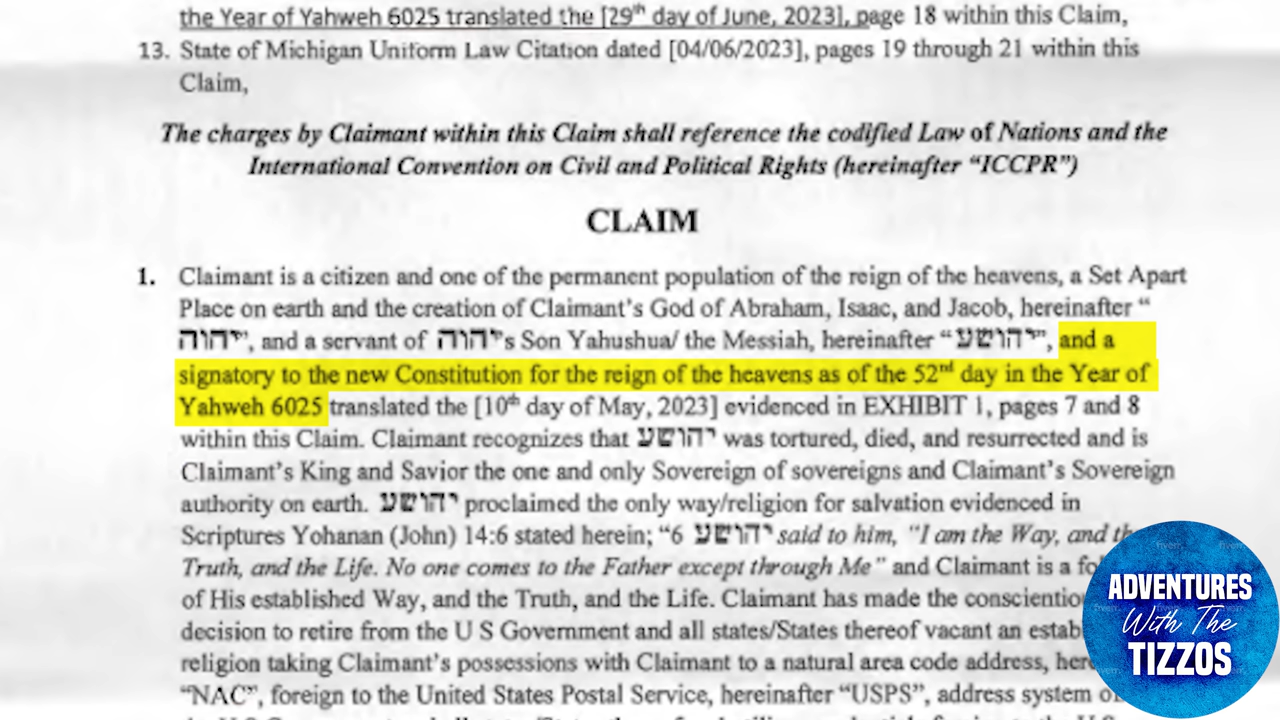 the Year of Yahweh 6025 translated the [29th day of June, 2023], page 18 within this Claim,
13. State of Michigan Uniform Law Citation dated [04/06/2023], pages 19 through 21 within this
Claim,
The charges by Claimant within this Claim shall reference the codified Law of Nations and the
International Convention on Civil and Political Rights (hereinafter “ICCPR”)
CLAIM
1. Claimant is a citizen and one of the permanent population of the reign of the heavens, a Set Apart
Place on earth and the creation of Claimant’s God of Abraham, Isaac, and Jacob, hereinafter “
יהוה”, and a servant of יהוה’s Son Yahushua/ the Messiah, hereinafter “יהושע”, and a
signatory to the new Constitution for the reign of the heavens as of the 52nd day in the Year of
Yahweh 6025 translated the [10th day of May, 2023] evidenced in EXHIBIT 1, pages 7 and 8
within this Claim. Claimant recognizes that יהושע was tortured, died, and resurrected and is
Claimant’s King and Savior the one and only Sovereign of sovereigns and Claimant’s Sovereign
authority on earth. יהושע proclaimed the only way/religion for salvation evidenced in
Scriptures Yohanan (John) 14:6 stated herein; “6 יהושע said to him, “I am the Way, and
Truth, and the Life. No one comes to the Father except through Me” and Claimant is a
of His established Way, and the Truth, and the Life. Claimant has made the
decision to retire from the U S Government and all states/States thereof vacant an
religion taking Claimant’s possessions with Claimant to a natural area code address,
“NAC”, foreign to the United States Postal Service, hereinafter “USPS”, address system
ADVENTURES
With The
TIZZOS